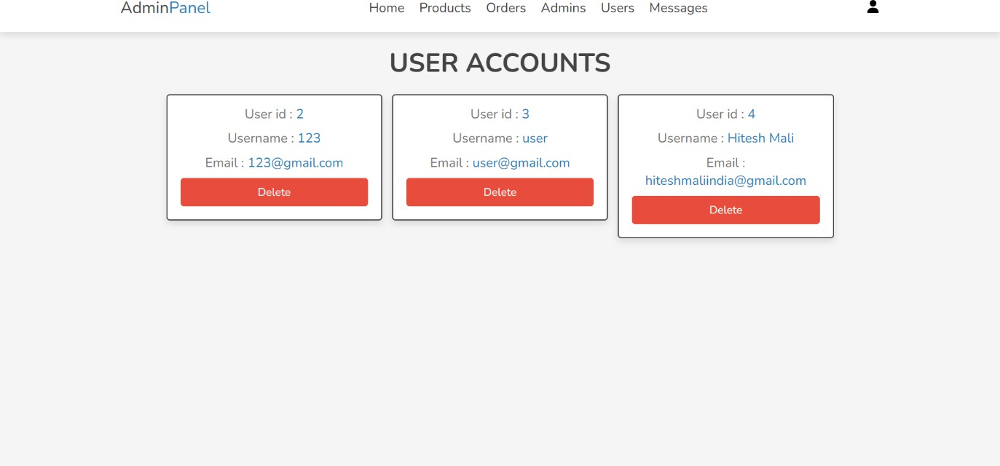 AdminPanel Home Products Orders Admins Users Messages
USER ACCOUNTS
User id : 2
Username : 123
Email : 123@gmail.com
Delete
User id : 3
Username : user
Email : user@gmail.com
Delete
User id : 4
Username : Hitesh Mali
Email :
hiteshmaliindia@gmail.com
Delete